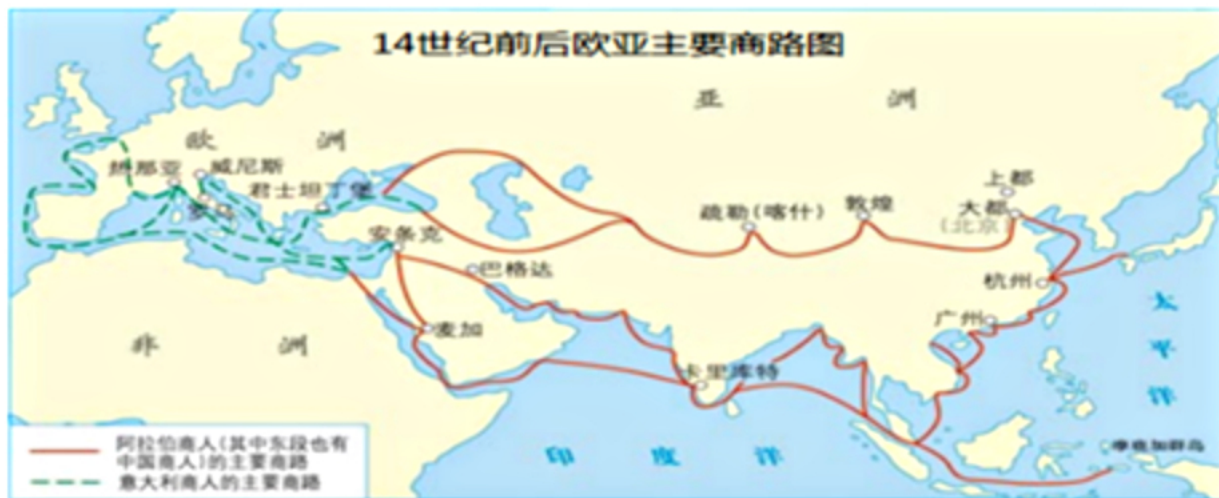 14世纪前后欧亚主要商路图
亚 洲
欧 洲
热那亚
威尼斯
君士坦丁堡
安条克
巴格达
疏勒(喀什)
敦煌
上都
大都
(北京)
杭州
广州
麦加
非 洲
卡里库特
太平洋
印 度 洋
摩鹿加群岛
阿拉伯商人(其中东段也有
中国商人)的主要商路
意大利商人的主要商路